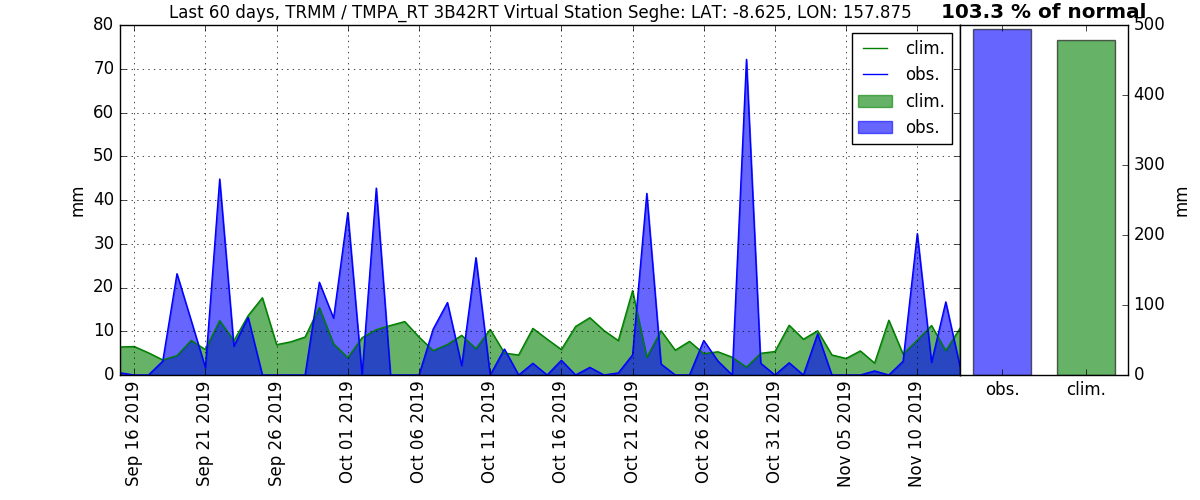 Last 60 days, TRMM / TMPA_RT 3B42RT Virtual Station Seghe: LAT: -8.625, LON: 157.875
103.3 % of normal
80
70
60
50
40
30
20
10
0
mm
clim.
obs.
clim.
obs.
500
400
300
200
100
0
mm
Sep 16 2019
Sep 21 2019
Sep 26 2019
Oct 01 2019
Oct 06 2019
Oct 11 2019
Oct 16 2019
Oct 21 2019
Oct 26 2019
Oct 31 2019
Nov 05 2019
Nov 10 2019
obs.
clim.